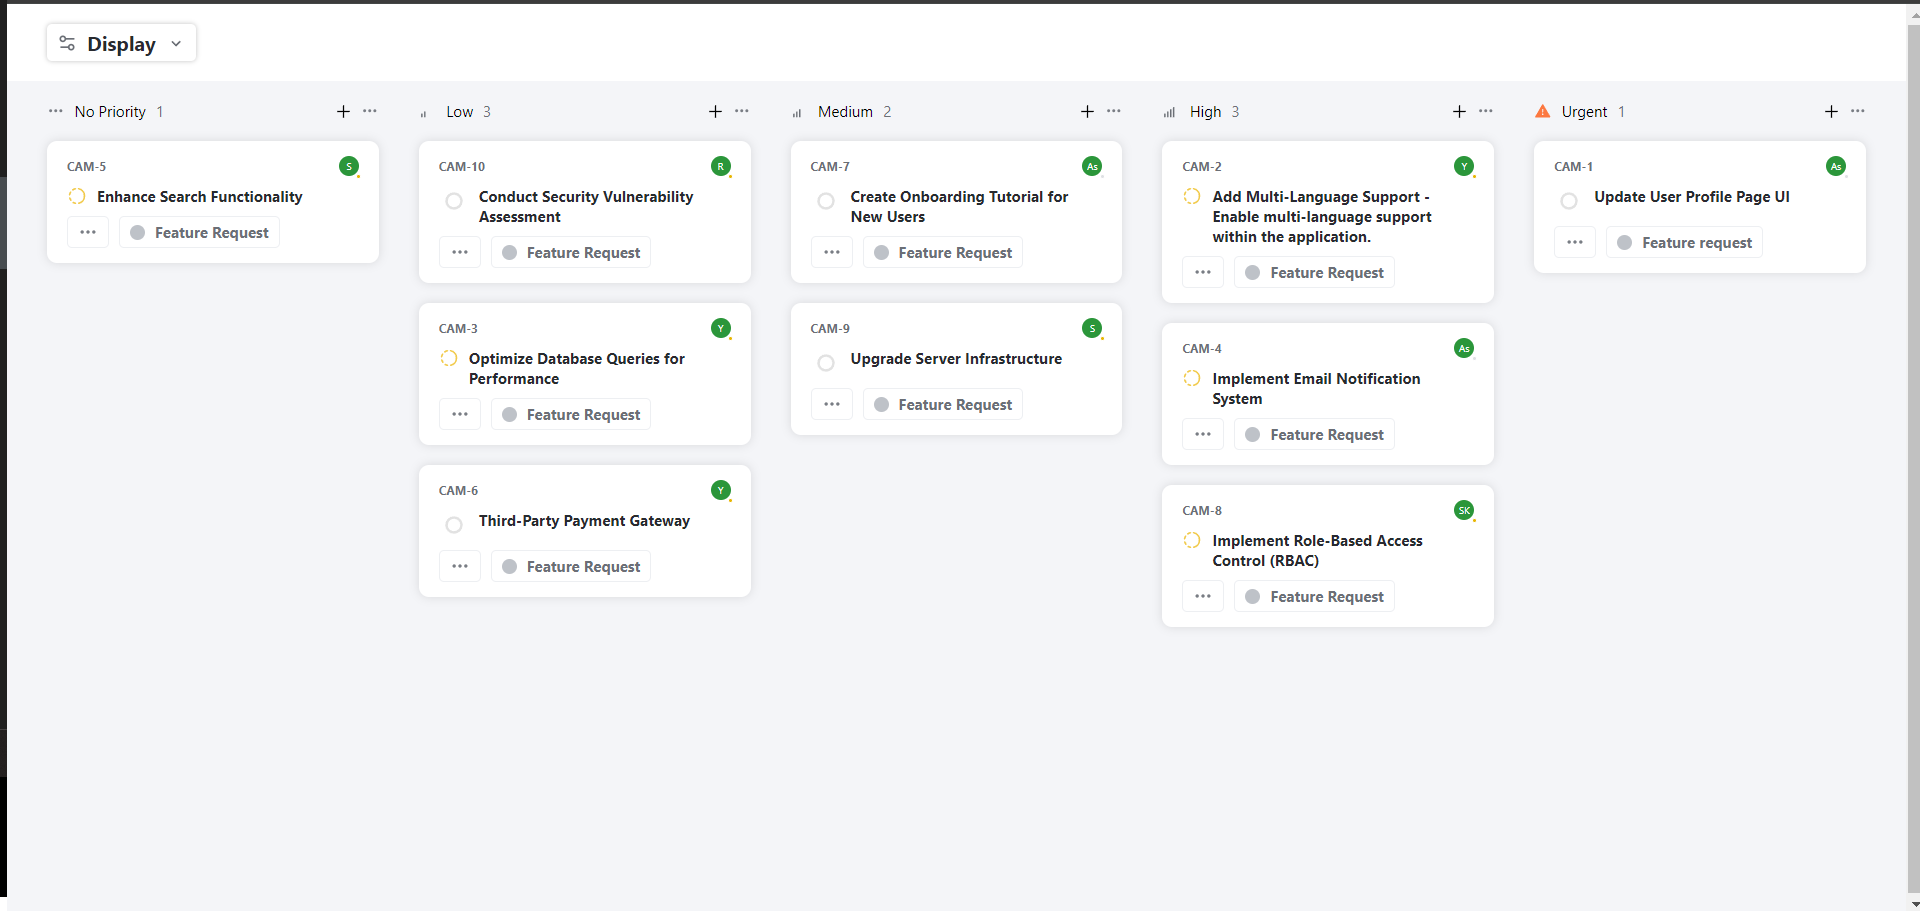 Display
No Priority 1
CAM-5
S
Enhance Search Functionality
Feature Request
Low 3
CAM-10
R
Conduct Security Vulnerability
Assessment
Feature Request
CAM-3
Y
Optimize Database Queries for
Performance
Feature Request
CAM-6
Y
Third-Party Payment Gateway
Feature Request
Medium 2
CAM-7
As
Create Onboarding Tutorial for
New Users
Feature Request
CAM-9
S
Upgrade Server Infrastructure
Feature Request
High 3
CAM-2
Y
Add Multi-Language Support -
Enable multi-language support
within the application.
Feature Request
CAM-4
As
Implement Email Notification
System
Feature Request
CAM-8
SK
Implement Role-Based Access
Control (RBAC)
Feature Request
Urgent 1
CAM-1
As
Update User Profile Page UI
Feature request